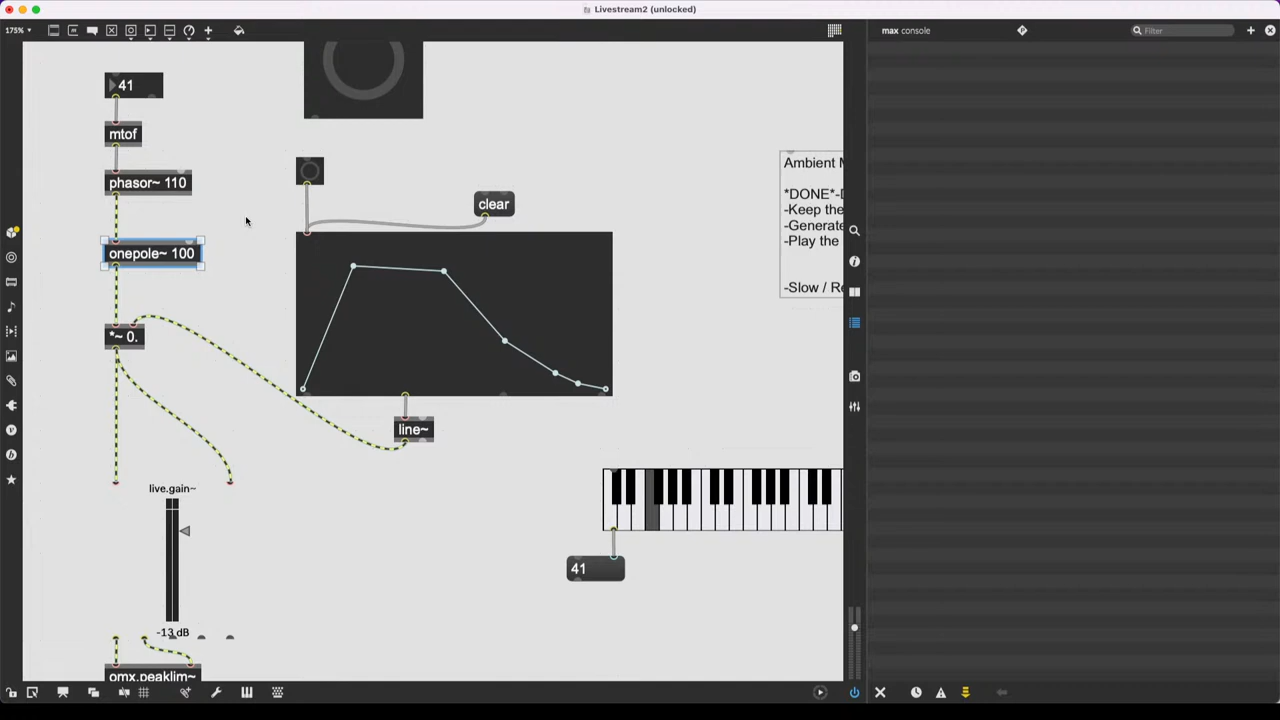 Livestream2 (unlocked)
175%
max console
Filter
41
mtof
phasor~ 110
onepole~ 100
*~ 0.
clear
Ambient M
*DONE*-D
-Keep the
-Generate
-Play the
-Slow / Re
line~
live.gain~
-13 dB
41
omx.peaklim~